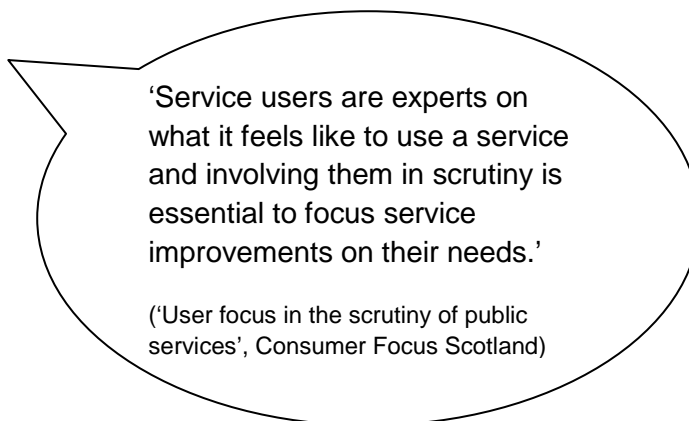 ‘Service users are experts on
what it feels like to use a service
and involving them in scrutiny is
essential to focus service
improvements on their needs.’
(‘User focus in the scrutiny of public
services’, Consumer Focus Scotland)